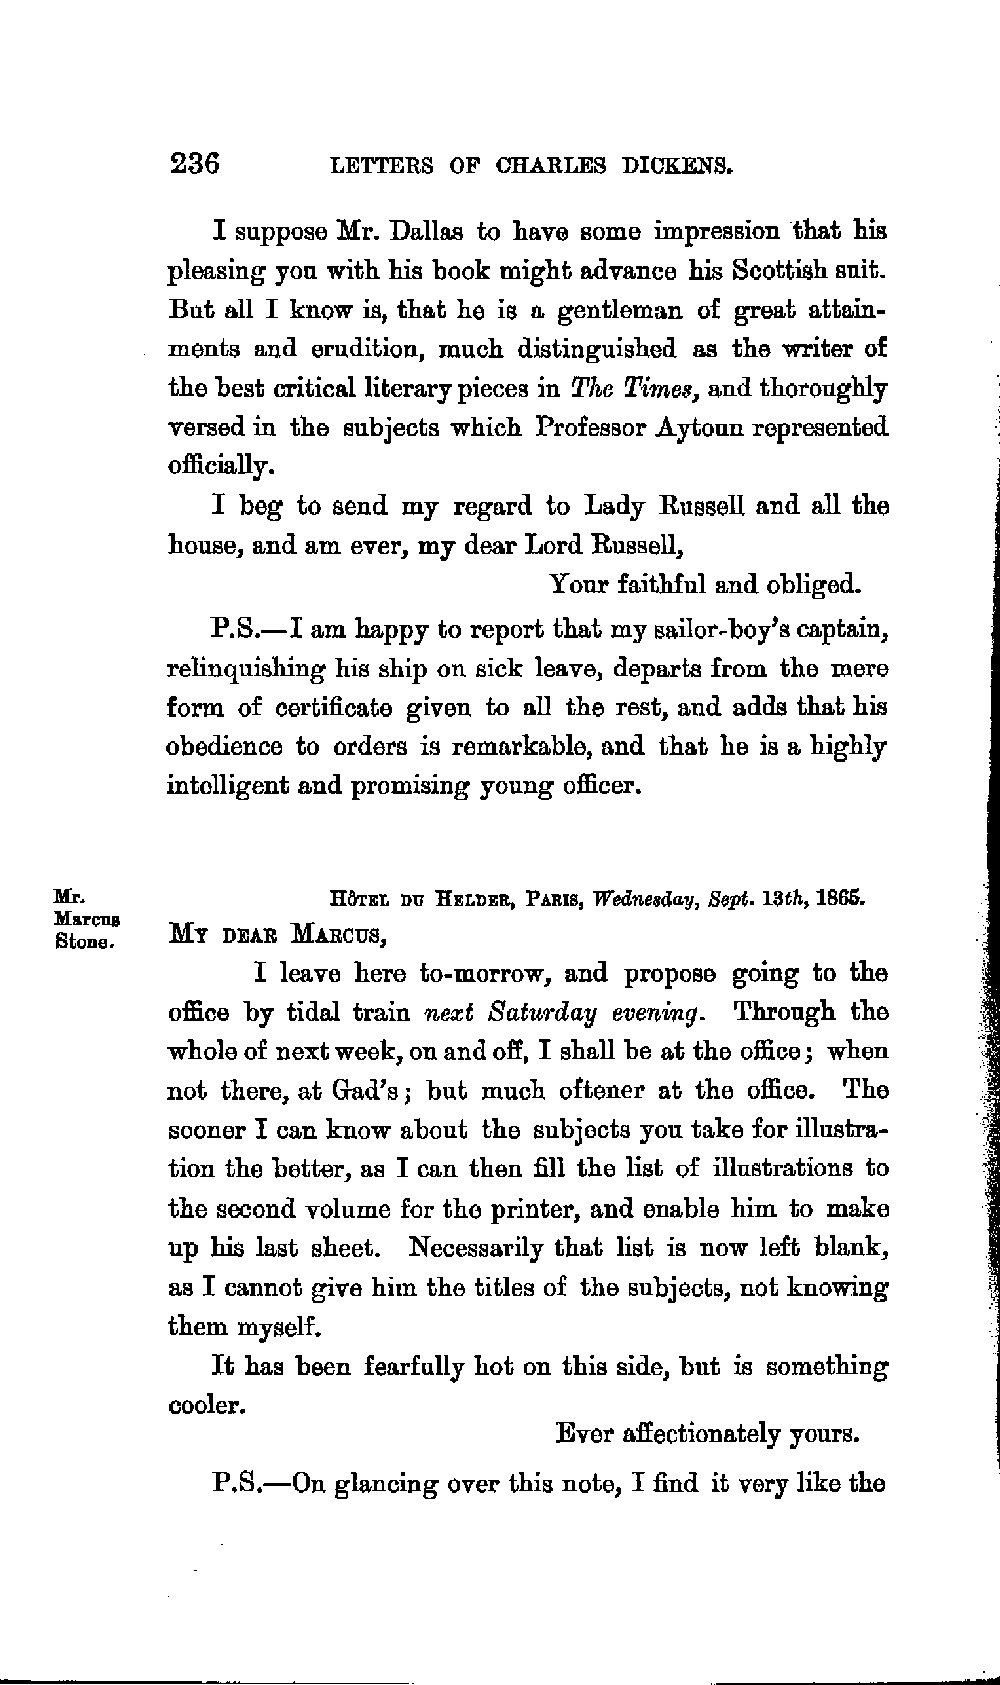 236 LETTERS OF CHARLES DICKENS.
I suppose Mr. Dallas to have some impression that his
pleasing you with his book might advance his Scottish suit.
But all I know is, that he is a gentleman of great attain-
ments and erudition, much distinguished as the writer of
the best critical literary pieces in The Times, and thoroughly
versed in the subjects which Professor Aytoun represented
officially.
I beg to send my regard to Lady Russell and all the
house, and am ever, my dear Lord Russell,
Your faithful and obliged.
P.S.—I am happy to report that my sailor-boy's captain,
relinquishing his ship on sick leave, departs from the mere
form of certificate given to all the rest, and adds that his
obedience to orders is remarkable, and that he is a highly
intelligent and promising young officer.
Mr.
Marcus
Stone.
HÔTEL DU HELDER, PARIS, Wednesday, Sept. 13th, 1865.
MY DEAR MARCUS,
I leave here to-morrow, and propose going to the
office by tidal train next Saturday evening. Through the
whole of next week, on and off, I shall be at the office; when
not there, at Gad's; but much oftener at the office. The
sooner I can know about the subjects you take for illustra-
tion the better, as I can then fill the list of illustrations to
the second volume for the printer, and enable him to make
up his last sheet. Necessarily that list is now left blank,
as I cannot give him the titles of the subjects, not knowing
them myself.
It has been fearfully hot on this side, but is something
cooler.
Ever affectionately yours.
P.S.—On glancing over this note, I find it very like the